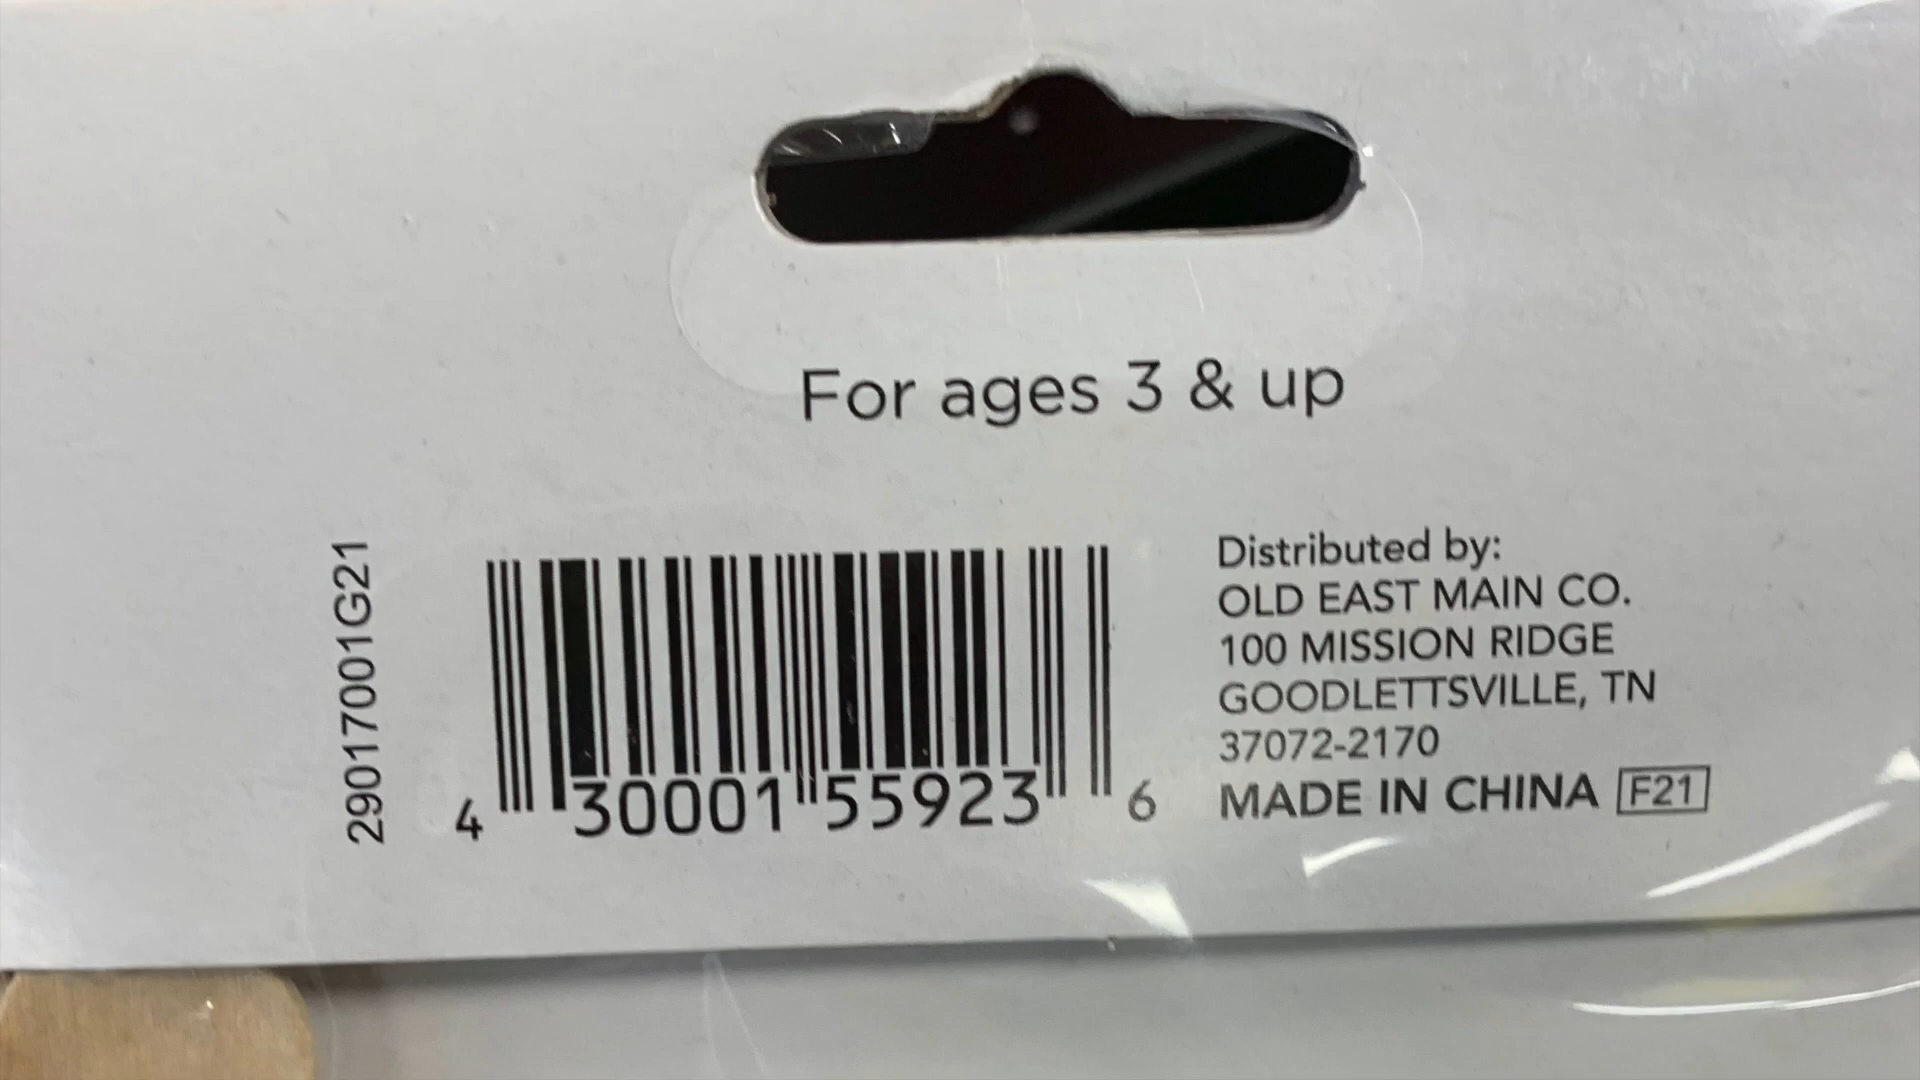 For ages 3 & up
29017001G21
4 30001 55923 6
Distributed by:
OLD EAST MAIN CO.
100 MISSION RIDGE
GOODLETTSVILLE, TN
37072-2170
MADE IN CHINA F21